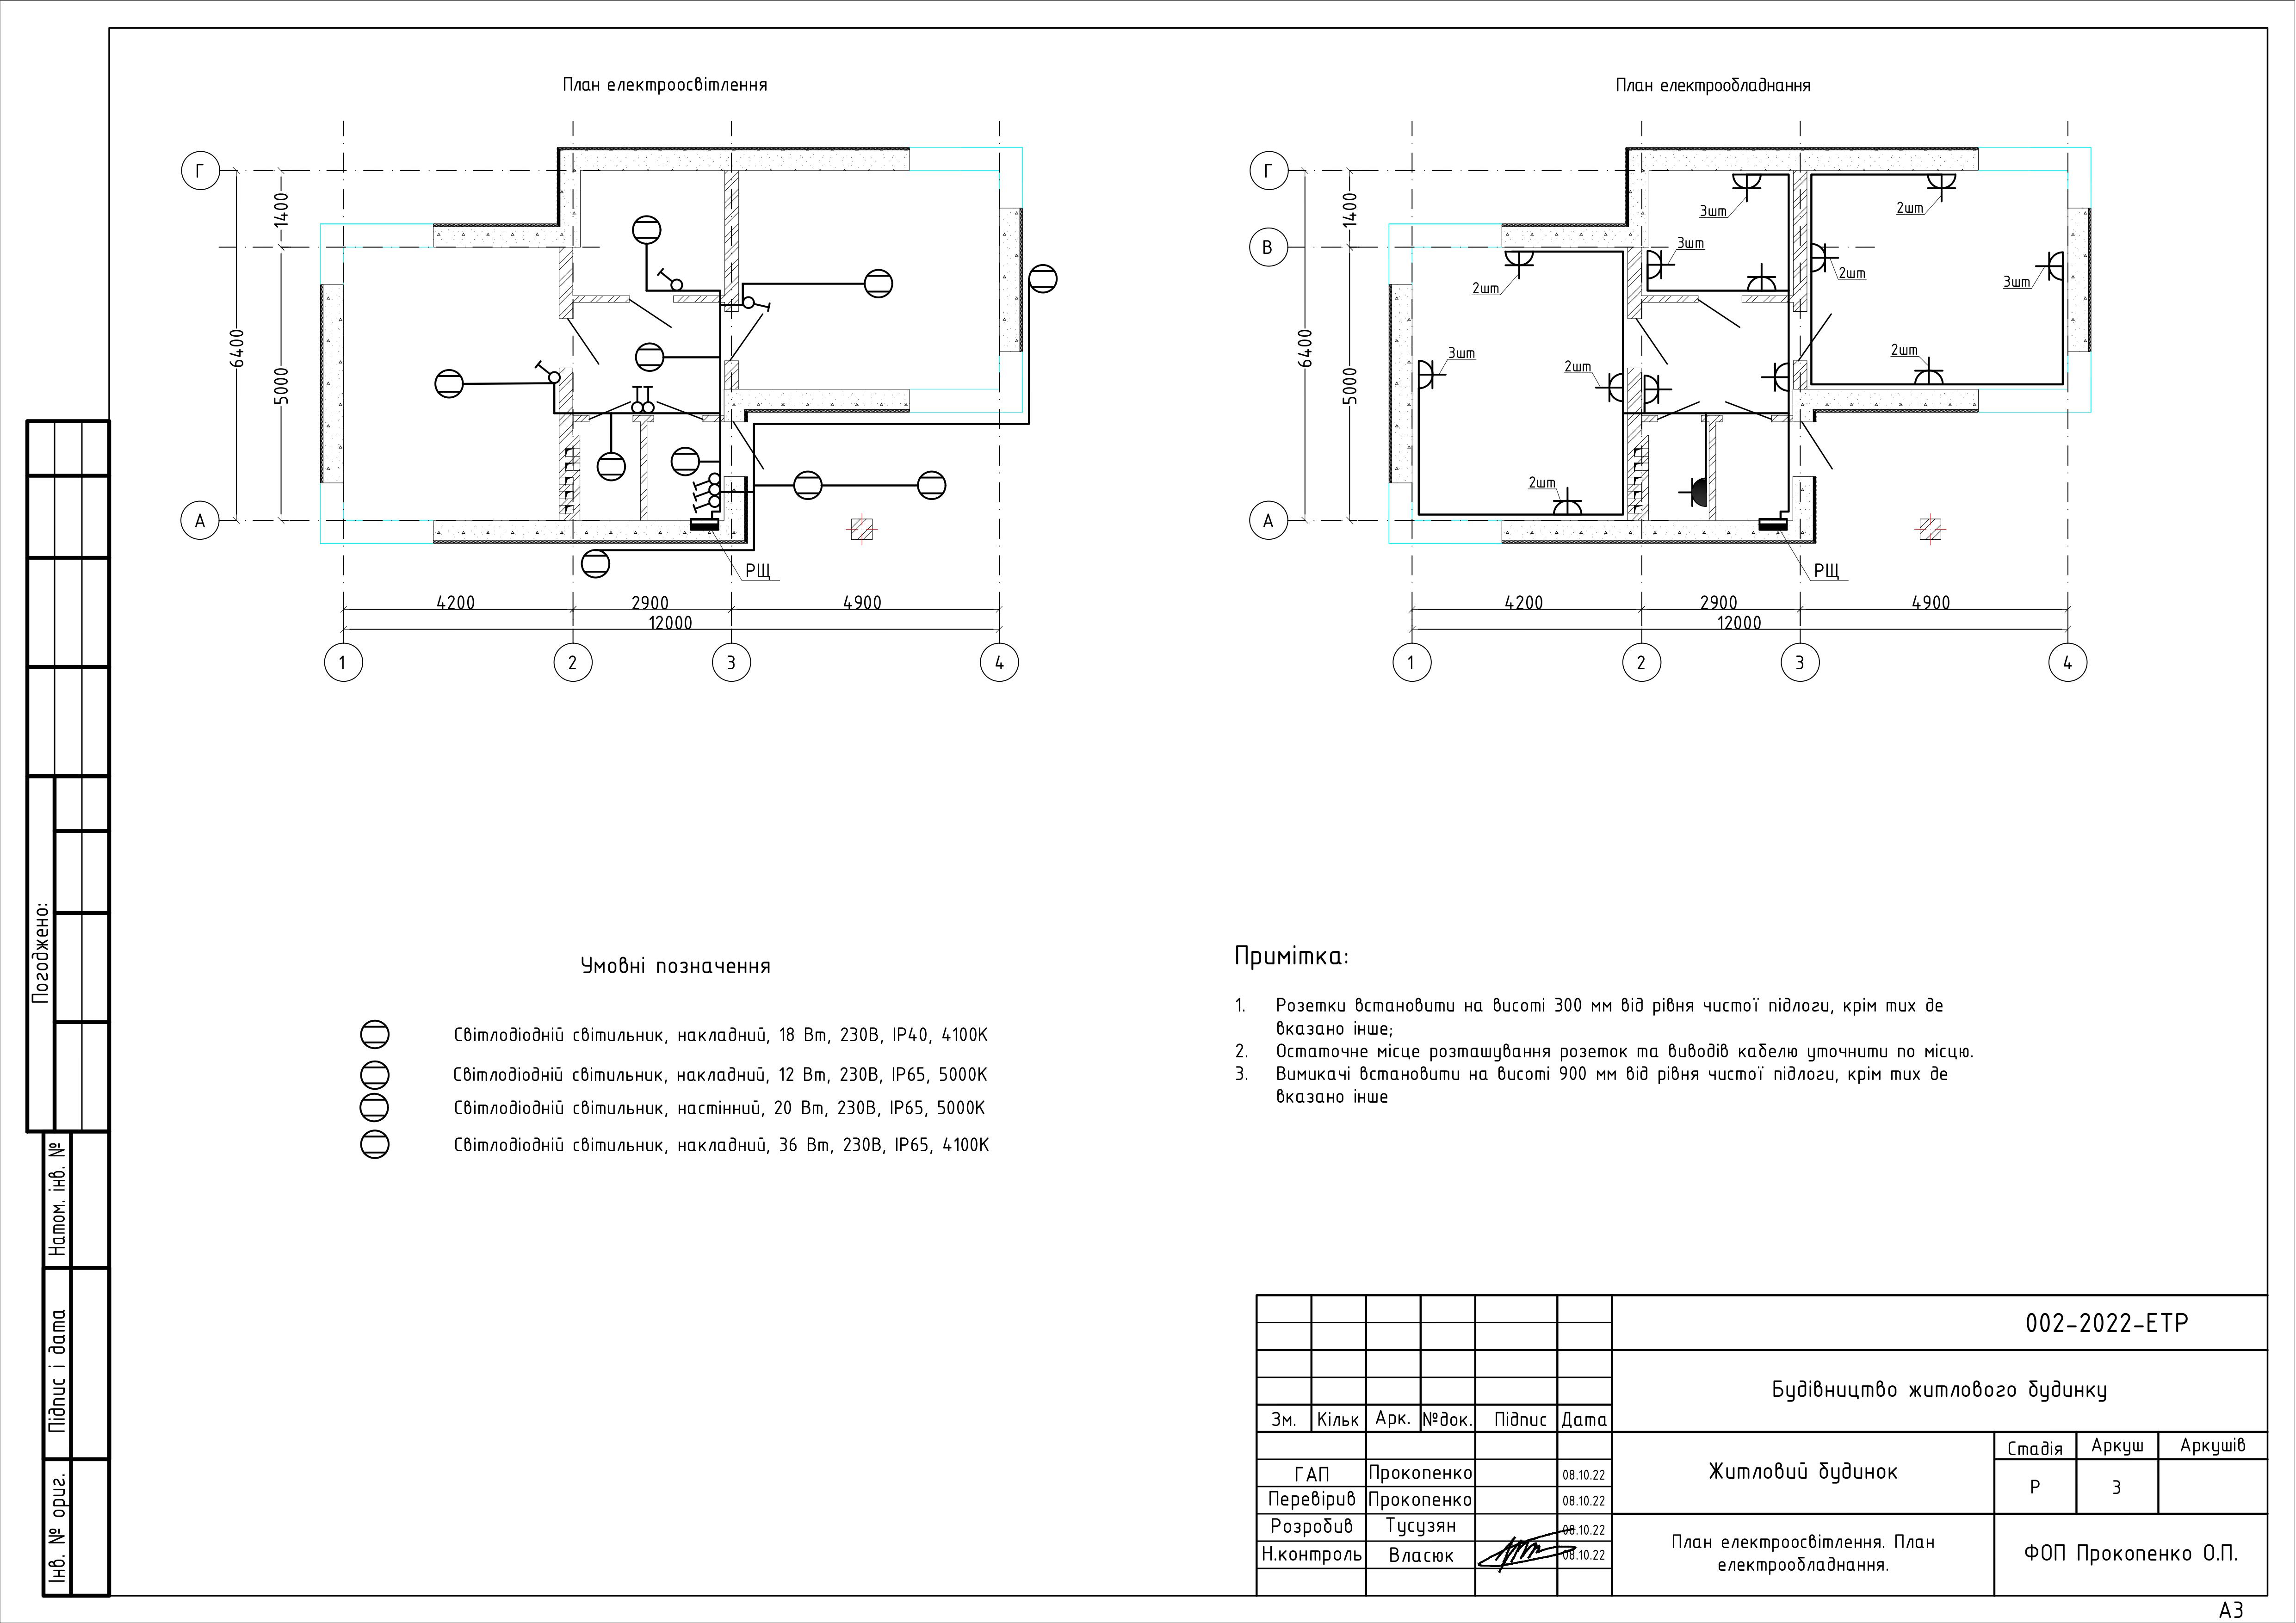 План електроосвітлення
План електрообладнання
Г
1400
6400
5000
А
РЩ
4200
2900
4900
12000
1
2
3
4
Г
В
1400
6400
5000
А
3шт
2шт
3шт
2шт
2шт
3шт
3шт
2шт
2шт
2шт
РЩ
4200
2900
4900
12000
1
2
3
4
Умовні позначення
Світлодіодній світильник, накладний, 18 Вт, 230В, IP40, 4100К
Світлодіодній світильник, накладний, 12 Вт, 230В, IP65, 5000К
Світлодіодній світильник, настінний, 20 Вт, 230В, IP65, 5000К
Світлодіодній світильник, накладний, 36 Вт, 230В, IP65, 4100К
Примітка:
1. Розетки встановити на висоті 300 мм від рівня чистої підлоги, крім тих де
вказано інше;
2. Остаточне місце розташування розеток та виводів кабелю уточнити по місцю.
3. Вимикачі встановити на висоті 900 мм від рівня чистої підлоги, крім тих де
вказано інше
Погоджено:
Натом. інв. №
Підпис і дата
Інв. № ориг.
002-2022-ЕТР
Будівництво житлового будинку
Зм. Кільк Арк. №док. Підпис Дата
Житловий будинок
Стадія Аркуш Аркушів
Р 3
ГАП Прокопенко 08.10.22
Перевірив Прокопенко 08.10.22
Розробив Тусузян 08.10.22
Н.контроль Власюк 08.10.22
План електроосвітлення. План
електрообладнання.
ФОП Прокопенко О.П.
А3